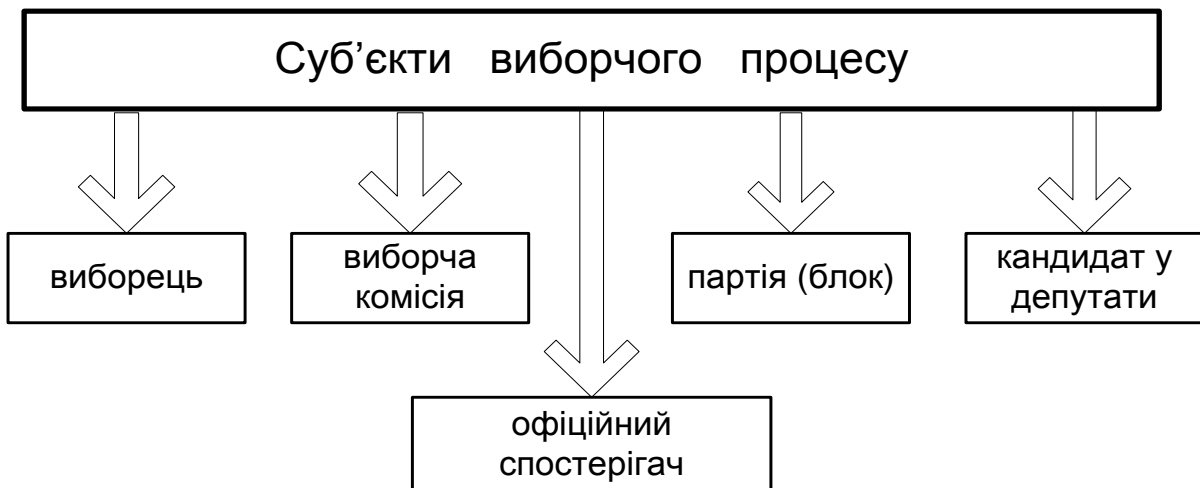 Суб’єкти виборчого процесу
виборець
виборча
комісія
партія (блок)
кандидат у
депутати
офіційний
спостерігач